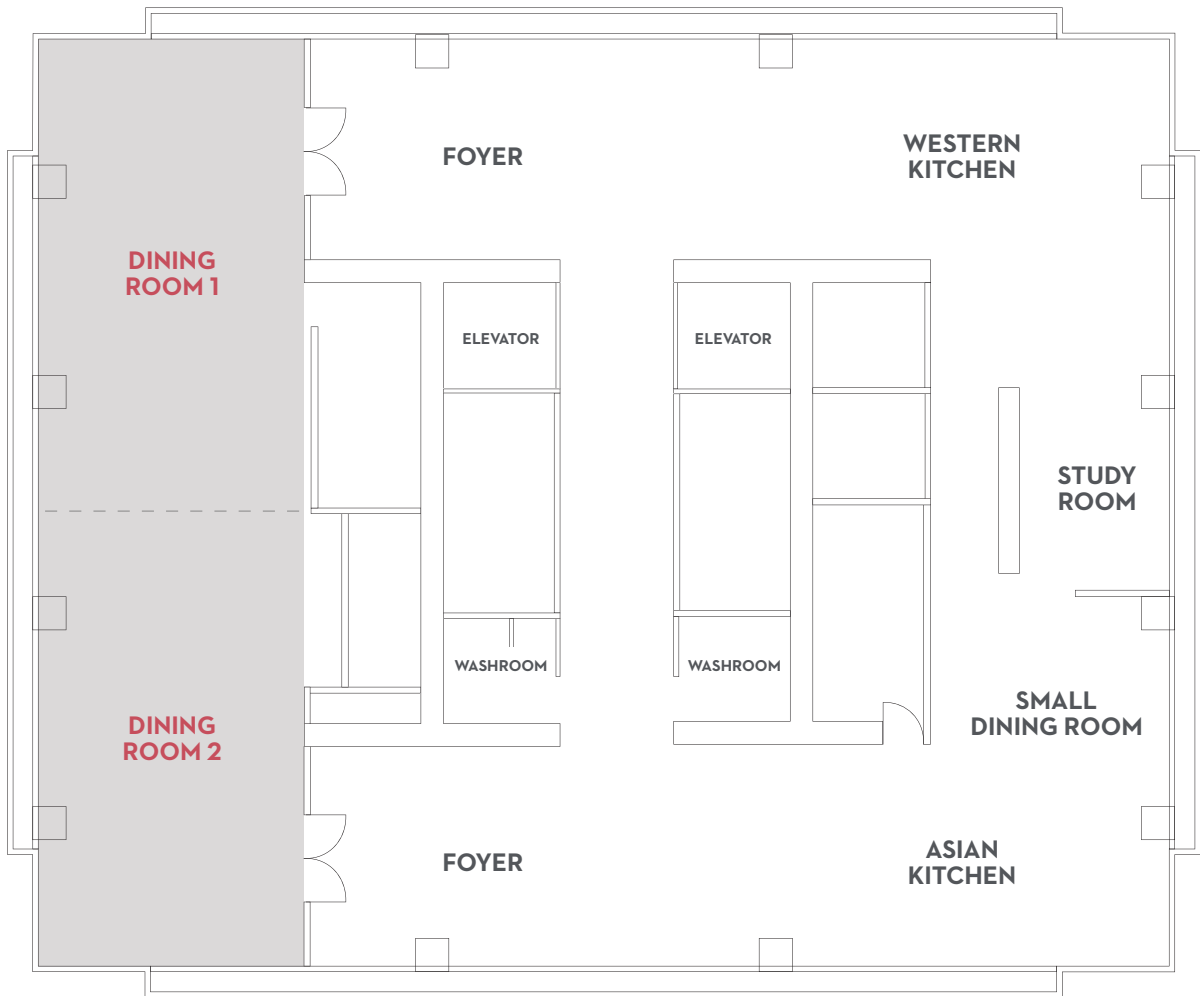 FOYER
WESTERN
KITCHEN
DINING
ROOM 1
ELEVATOR
ELEVATOR
STUDY
ROOM
WASHROOM
WASHROOM
SMALL
DINING ROOM
DINING
ROOM 2
FOYER
ASIAN
KITCHEN